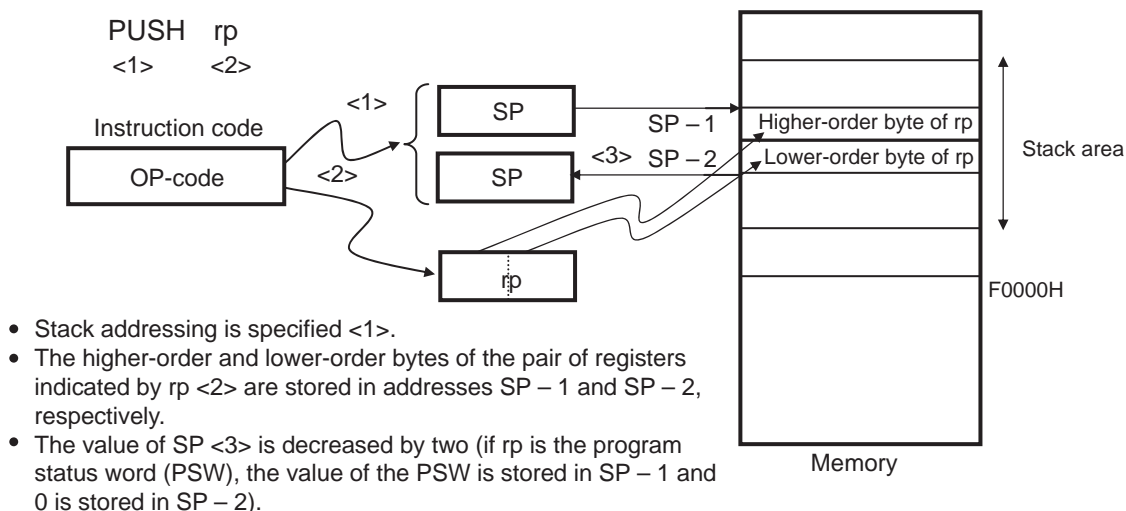 PUSH rp
<1> <2>
Instruction code
OP-code
<1>
<2>
SP
SP
rp
SP – 1
<3> SP – 2
Higher-order byte of rp
Lower-order byte of rp
Stack area
F0000H
Memory
• Stack addressing is specified <1>.
• The higher-order and lower-order bytes of the pair of registers
indicated by rp <2> are stored in addresses SP – 1 and SP – 2,
respectively.
• The value of SP <3> is decreased by two (if rp is the program
status word (PSW), the value of the PSW is stored in SP – 1 and
0 is stored in SP – 2).